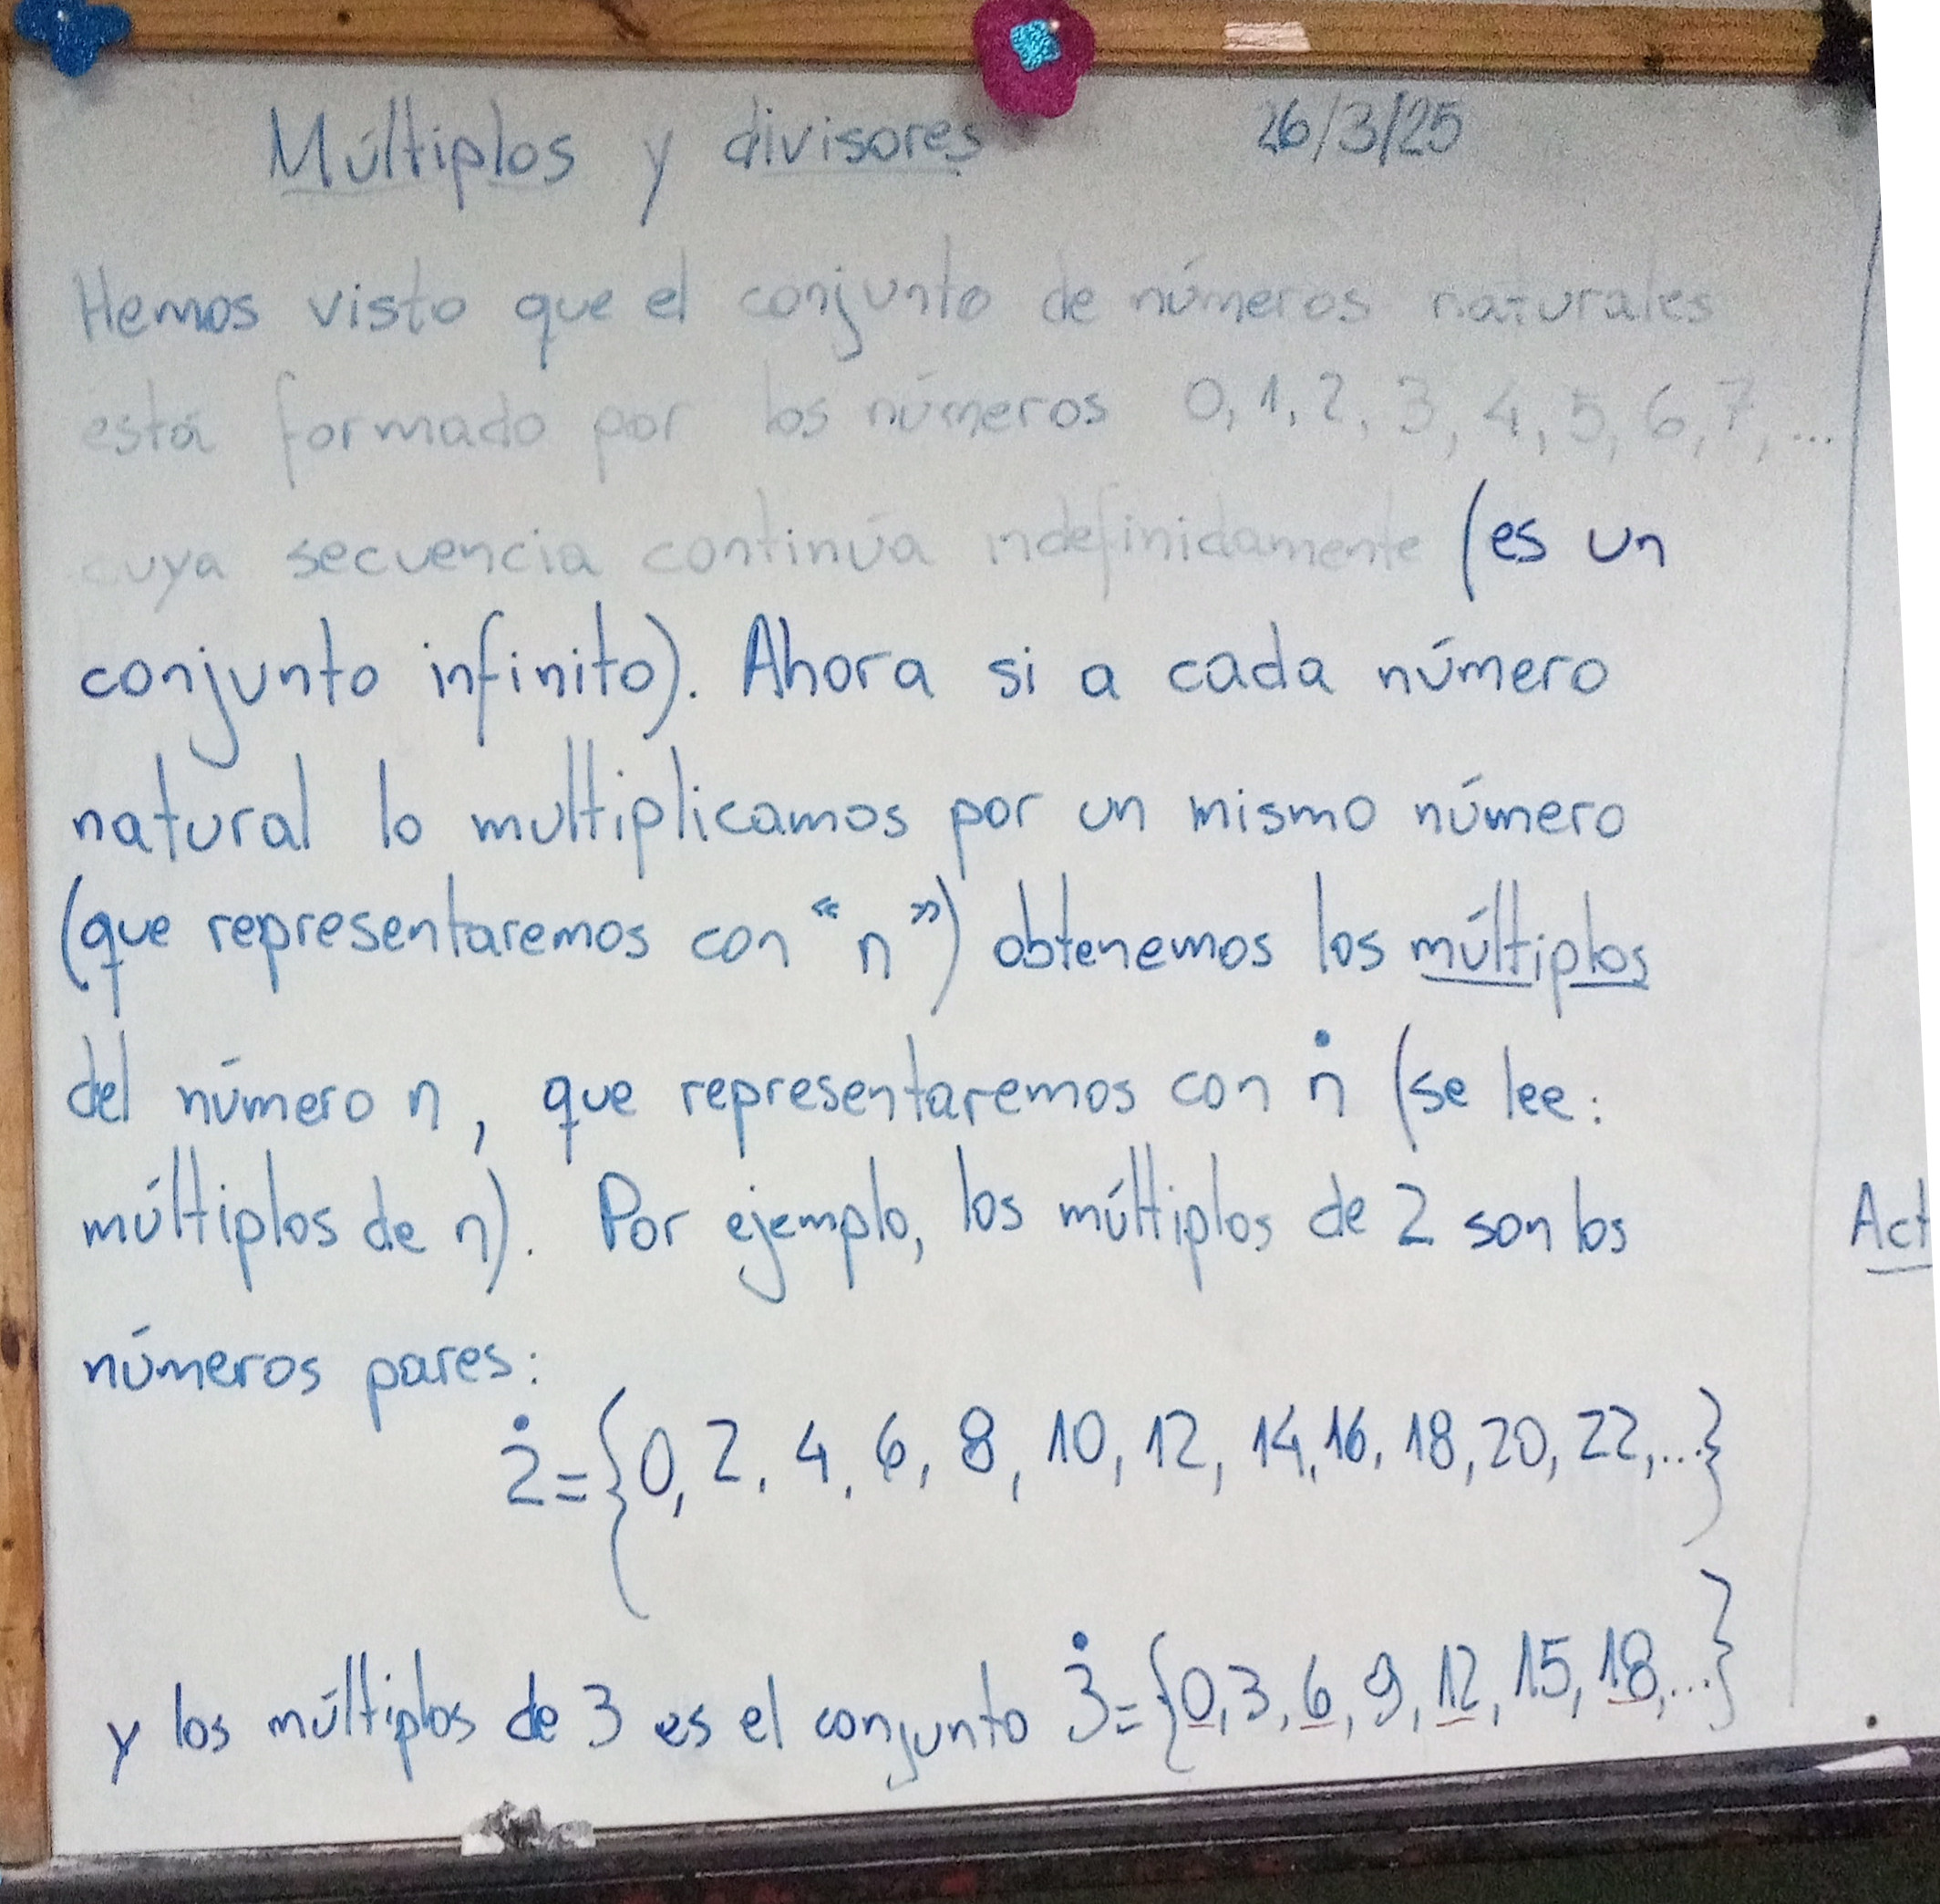 Múltiplos y divisores 26/3/25
Hemos visto que el conjunto de números naturales
está formado por los números 0, 1, 2, 3, 4, 5, 6, 7, ...
cuya secuencia continúa indefinidamente (es un
conjunto infinito). Ahora si a cada número
natural lo multiplicamos por un mismo número
(que representaremos con “n”) obtenemos los múltiplos
del número n, que representaremos con ṅ (se lee:
múltiplos de n). Por ejemplo, los múltiplos de 2 son los
números pares:
2̇ = {0, 2, 4, 6, 8, 10, 12, 14, 16, 18, 20, 22, ...}
y los múltiplos de 3 es el conjunto 3̇ = {0, 3, 6, 9, 12, 15, 18, ...}
Act